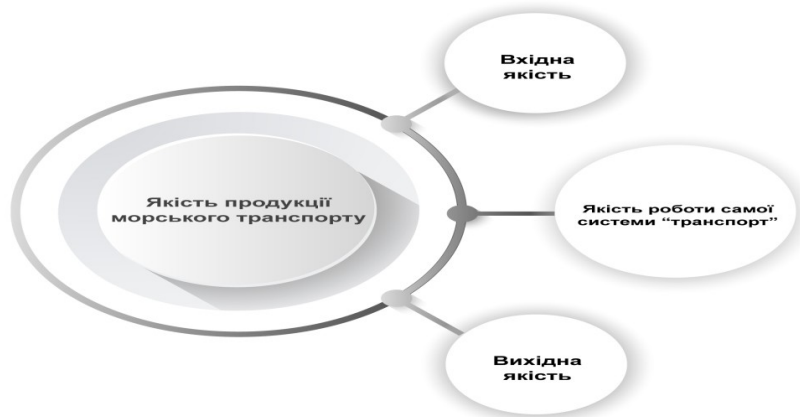 Вхідна
якість
Якість продукції
морського транспорту
Якість роботи самої
системи “транспорт”
Вихідна
якість